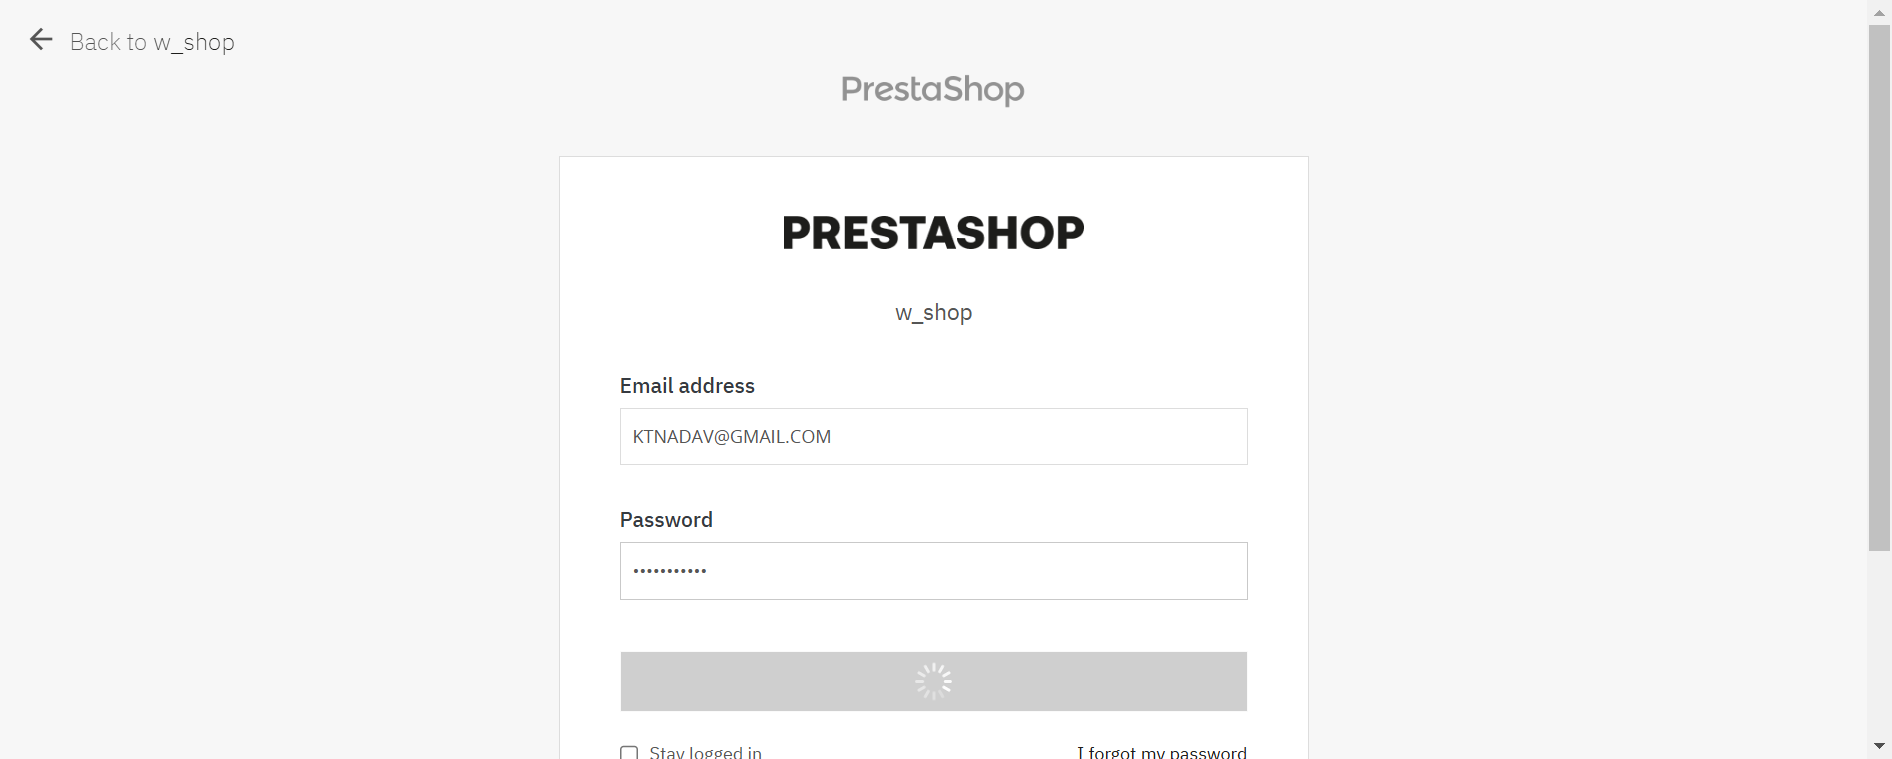 Back to w_shop
PrestaShop
PRESTASHOP
w_shop
Email address
KTNADAV@GMAIL.COM
Password
•••••••••••
Stay logged in
I forgot my password